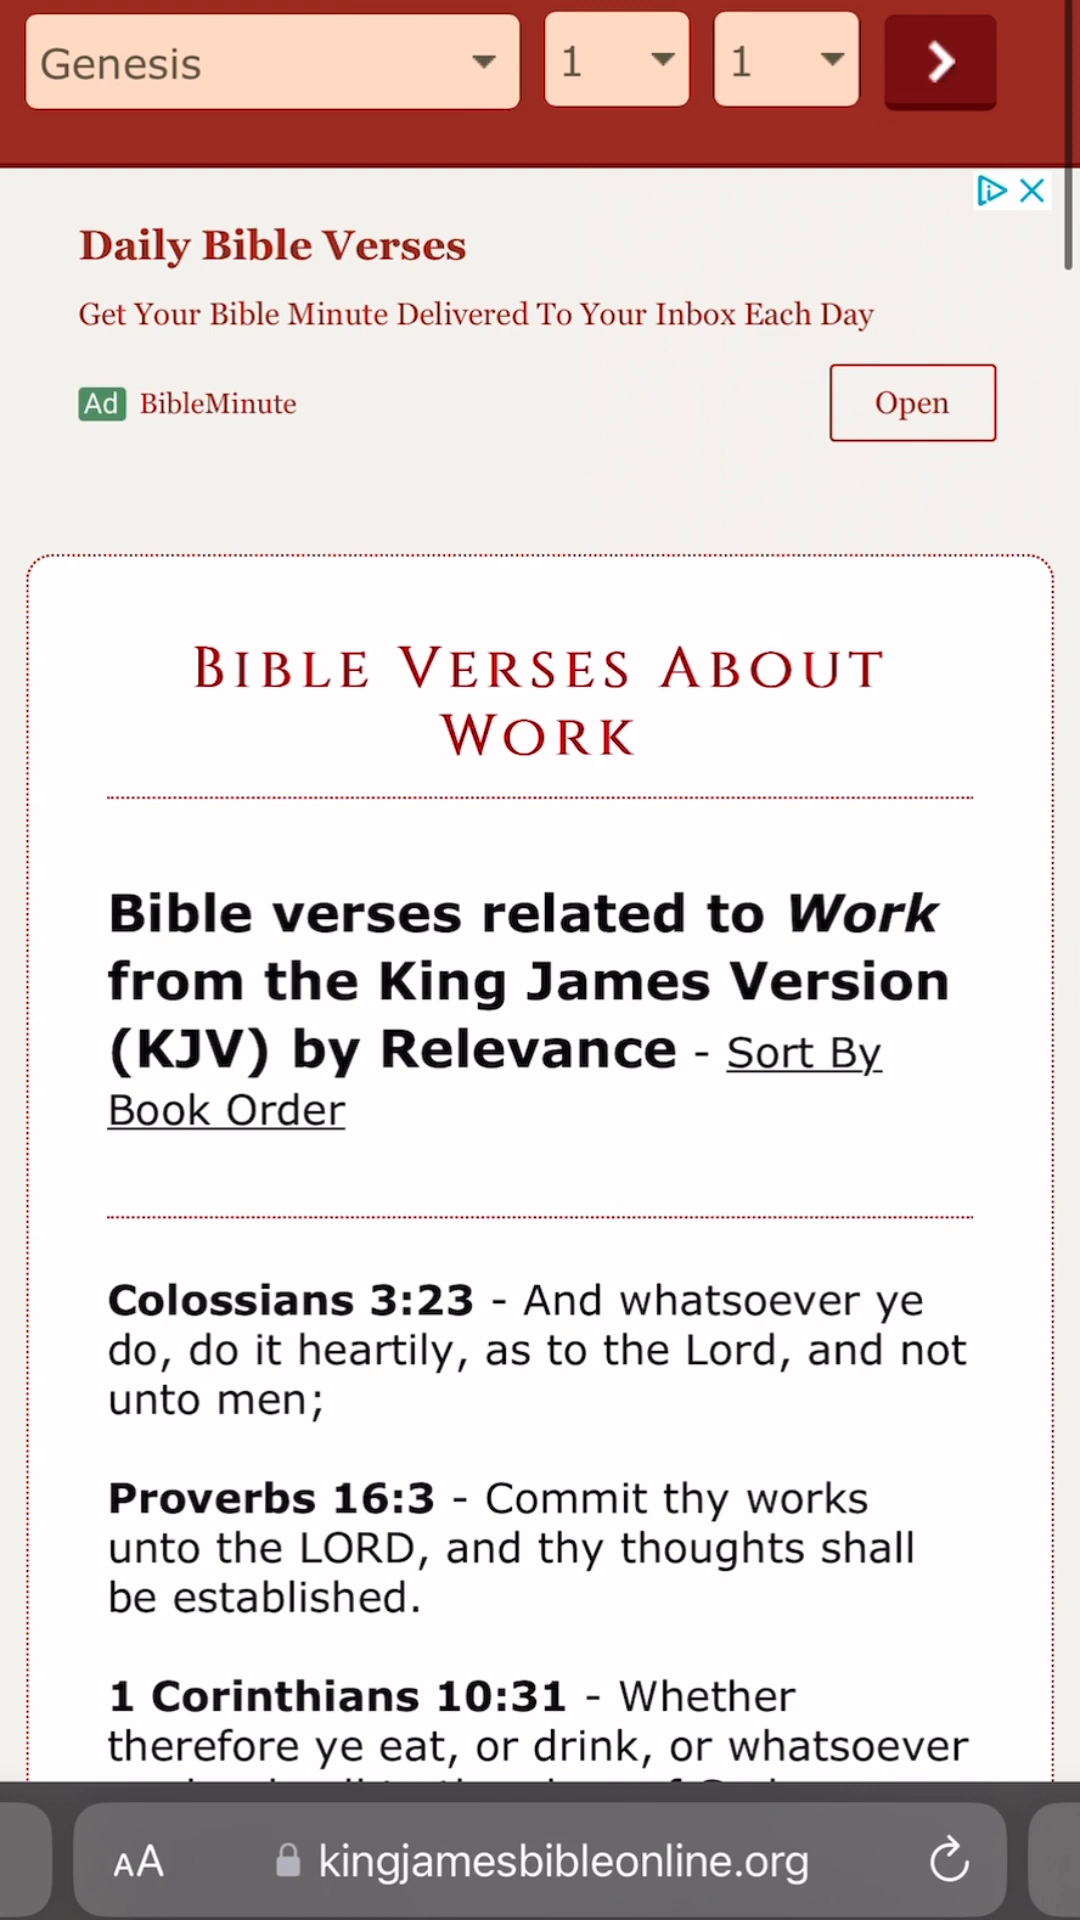 Genesis 1 1
Daily Bible Verses
Get Your Bible Minute Delivered To Your Inbox Each Day
Ad BibleMinute Open
BIBLE VERSES ABOUT
WORK
Bible verses related to Work
from the King James Version
(KJV) by Relevance - Sort By
Book Order
Colossians 3:23 - And whatsoever ye
do, do it heartily, as to the Lord, and not
unto men;
Proverbs 16:3 - Commit thy works
unto the LORD, and thy thoughts shall
be established.
1 Corinthians 10:31 - Whether
therefore ye eat, or drink, or whatsoever
AA kingjamesbibleonline.org